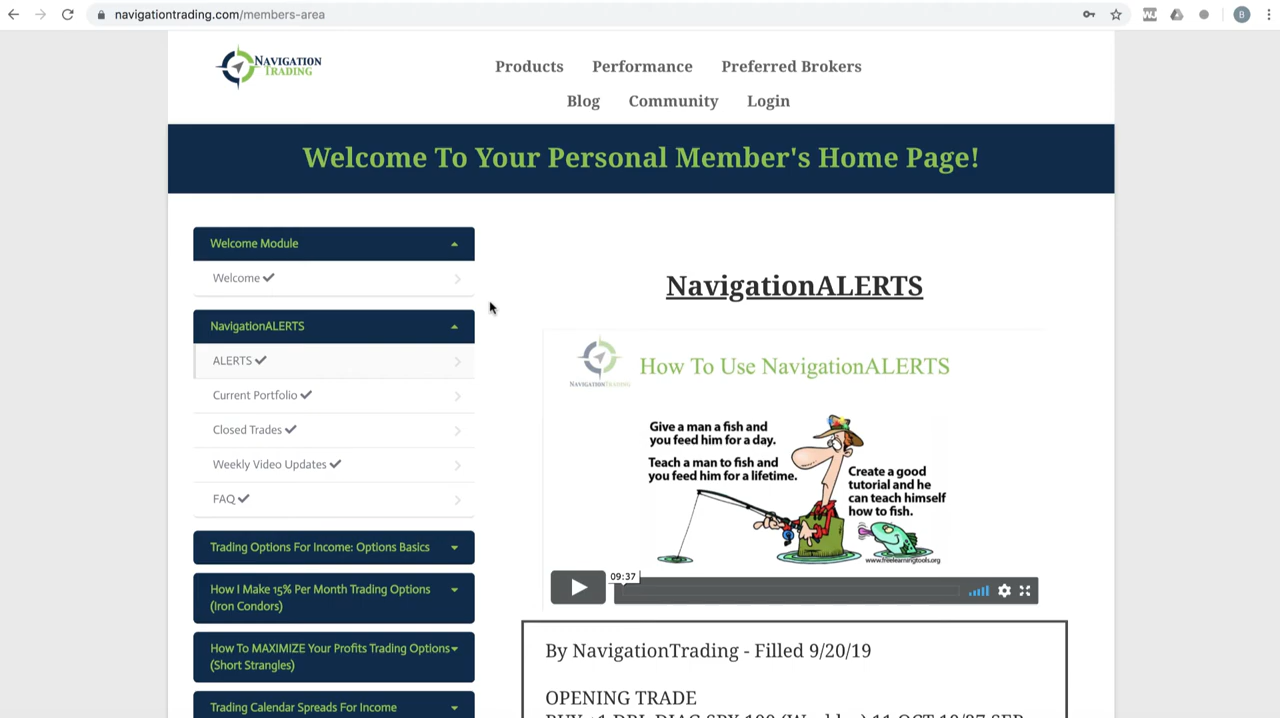 navigationtrading.com/members-area
B
NAVIGATION
TRADING
Products
Performance
Preferred Brokers
Blog
Community
Login
Welcome To Your Personal Member's Home Page!
Welcome Module
Welcome
NavigationALERTS
ALERTS
Current Portfolio
Closed Trades
Weekly Video Updates
FAQ
Trading Options For Income: Options Basics
How I Make 15% Per Month Trading Options
(Iron Condors)
How To MAXIMIZE Your Profits Trading Options
(Short Strangles)
Trading Calendar Spreads For Income
NavigationALERTS
NAVIGATIONTRADING
How To Use NavigationALERTS
Give a man a fish and
you feed him for a day.
Teach a man to fish and
you feed him for a lifetime.
Create a good
tutorial and he
can teach himself
how to fish.
www.freelearningtools.org
09:37
By NavigationTrading - Filled 9/20/19
OPENING TRADE